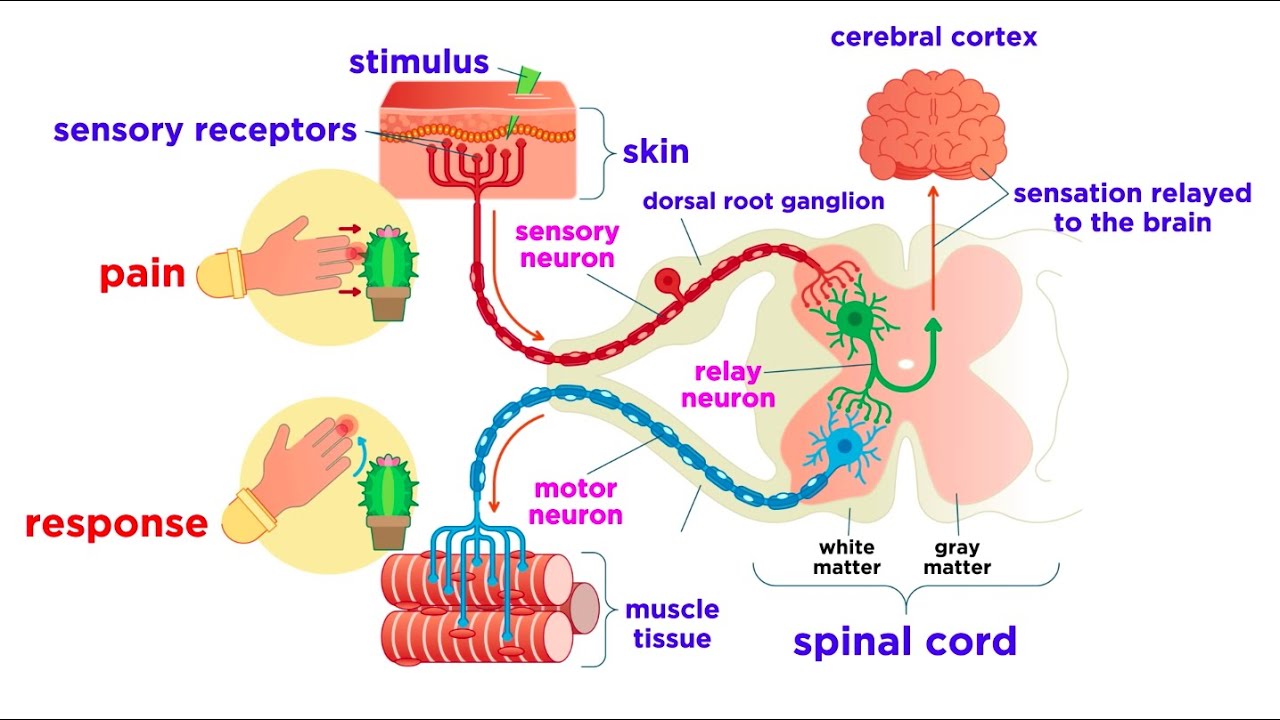 cerebral cortex
stimulus
sensory receptors
skin
dorsal root ganglion
sensation relayed
to the brain
sensory
neuron
pain
relay
neuron
motor
neuron
response
white
matter
gray
matter
muscle
tissue
spinal cord